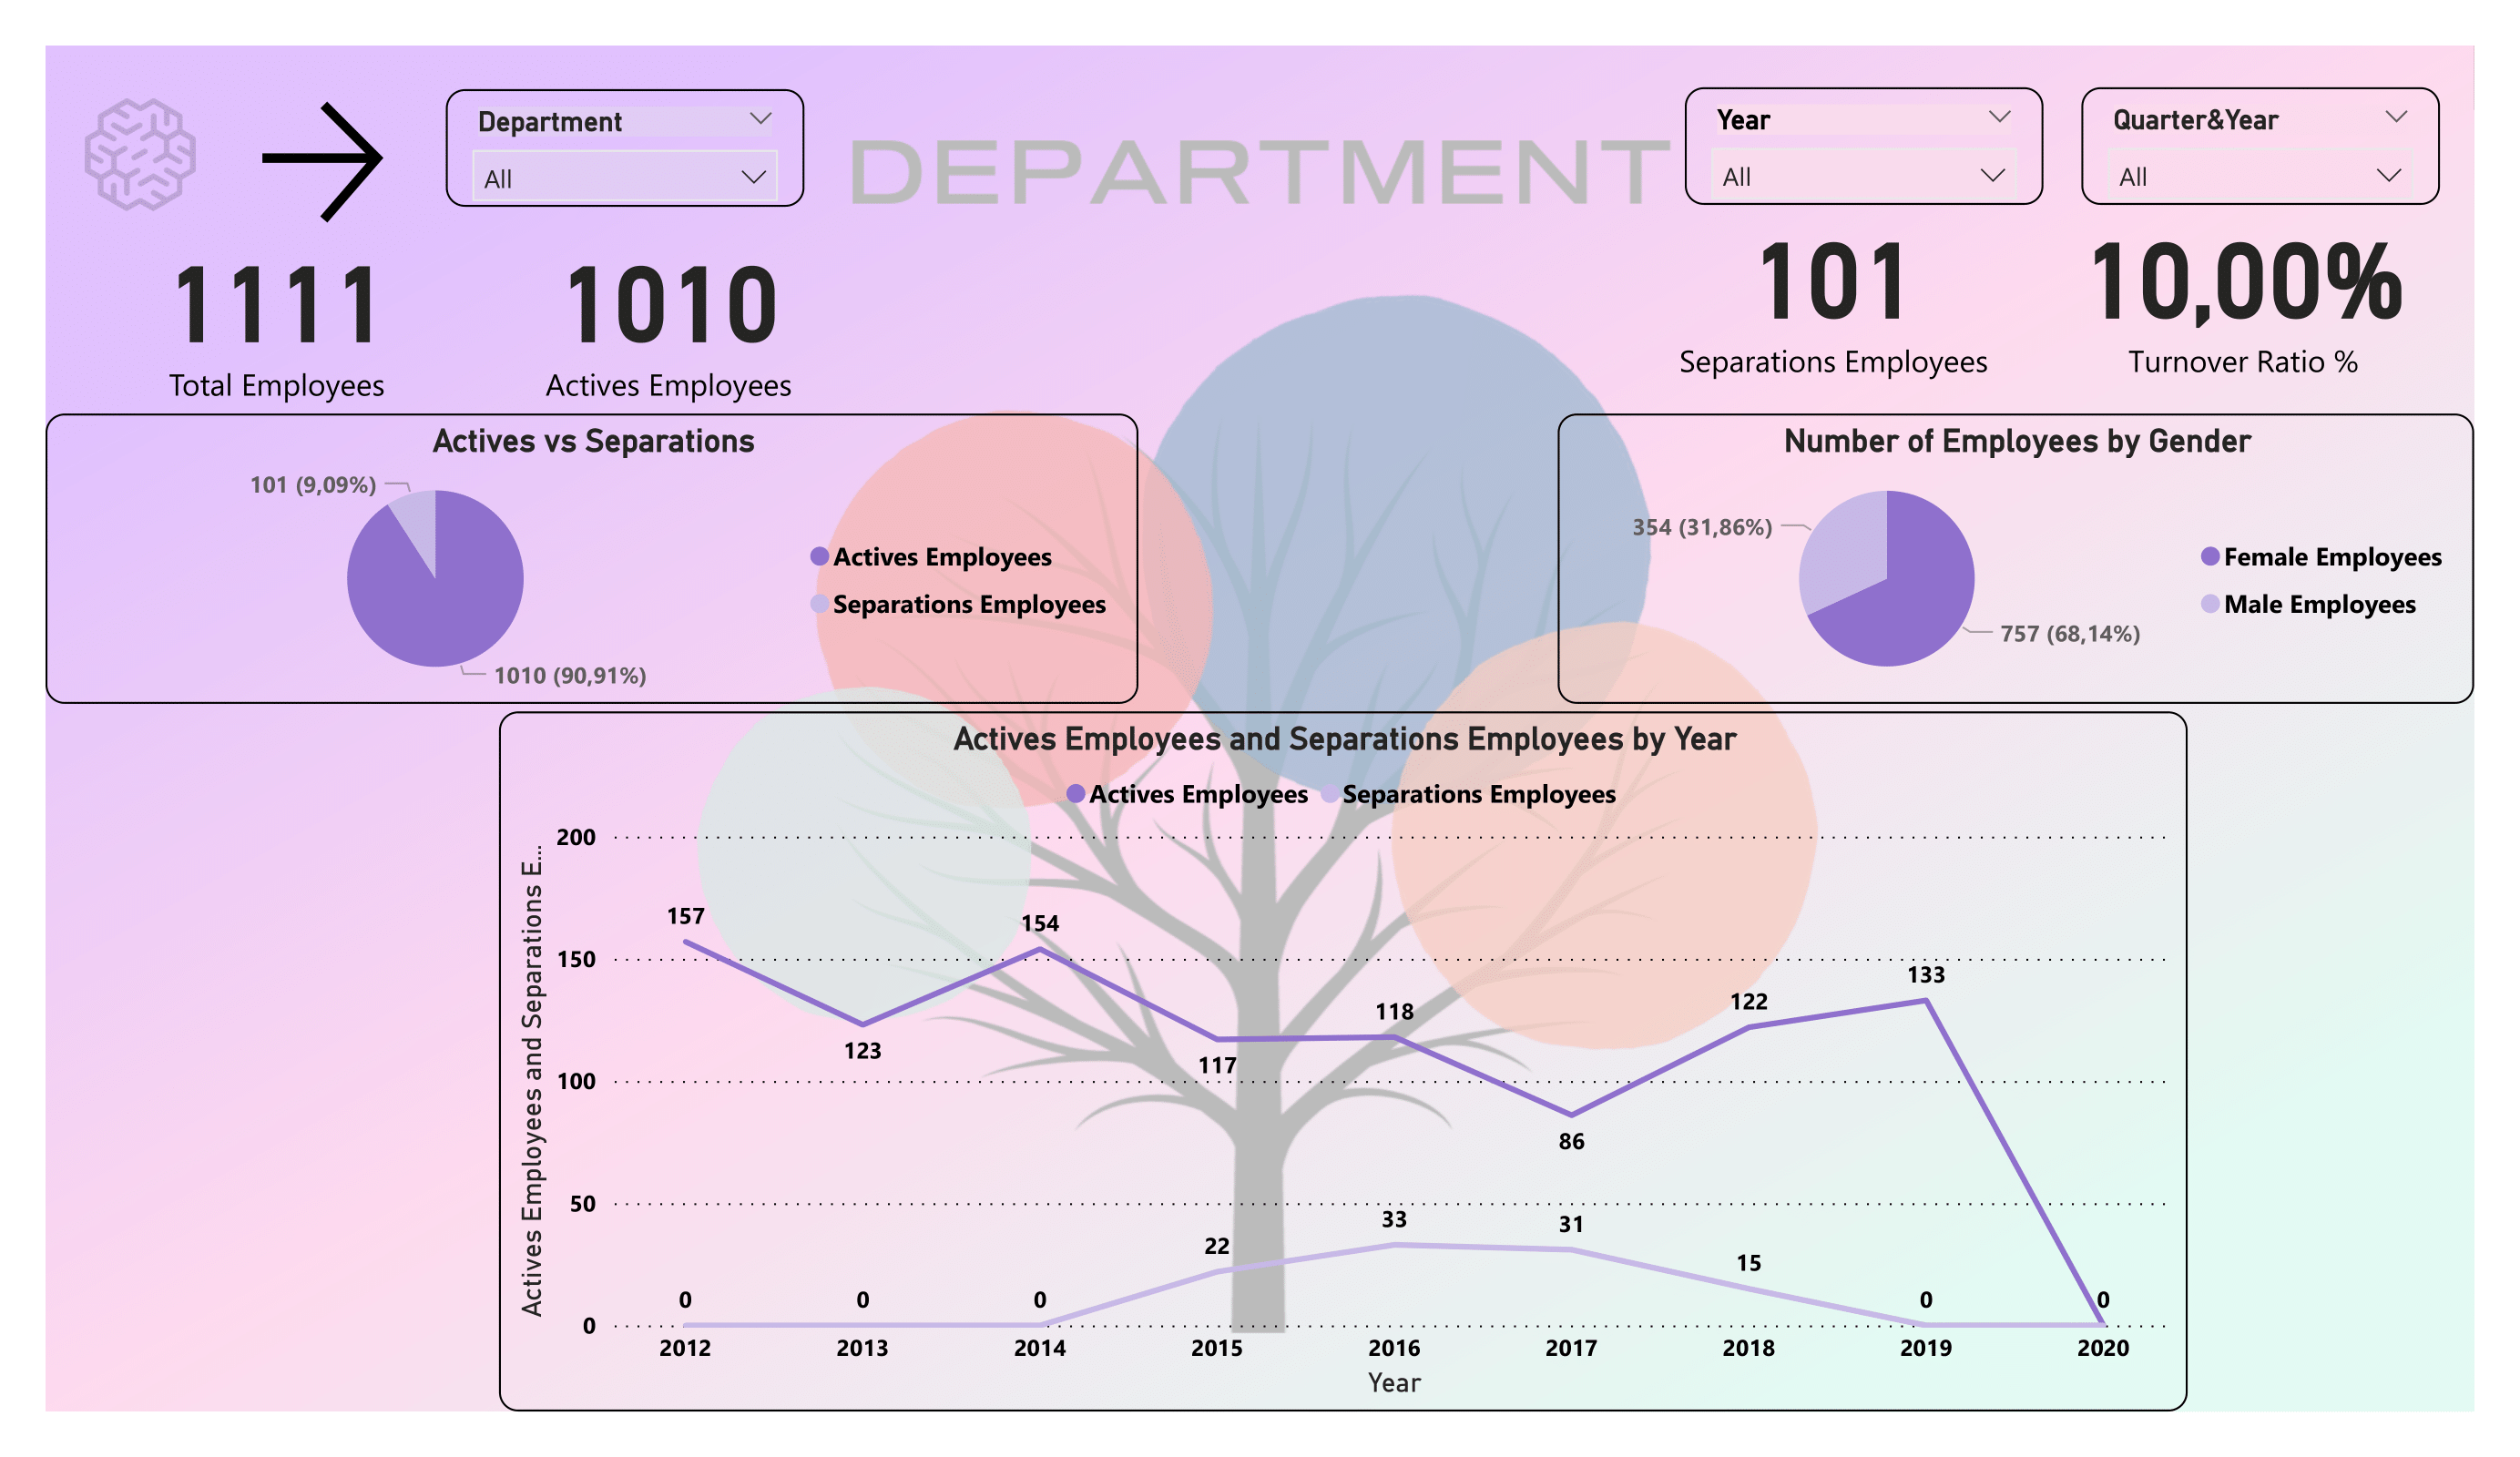 Department
All
DEPARTMENT
Year
All
Quarter&Year
All
1111
Total Employees
1010
Actives Employees
101
Separations Employees
10,00%
Turnover Ratio %
Actives vs Separations
101 (9,09%)
1010 (90,91%)
Actives Employees
Separations Employees
Number of Employees by Gender
354 (31,86%)
757 (68,14%)
Female Employees
Male Employees
Actives Employees and Separations Employees by Year
Actives Employees Separations Employees
Actives Employees and Separations E...
200
150
100
50
0
157
123
154
117
118
86
122
133
0
0
0
22
33
31
15
0
0
2012 2013 2014 2015 2016 2017 2018 2019 2020
Year